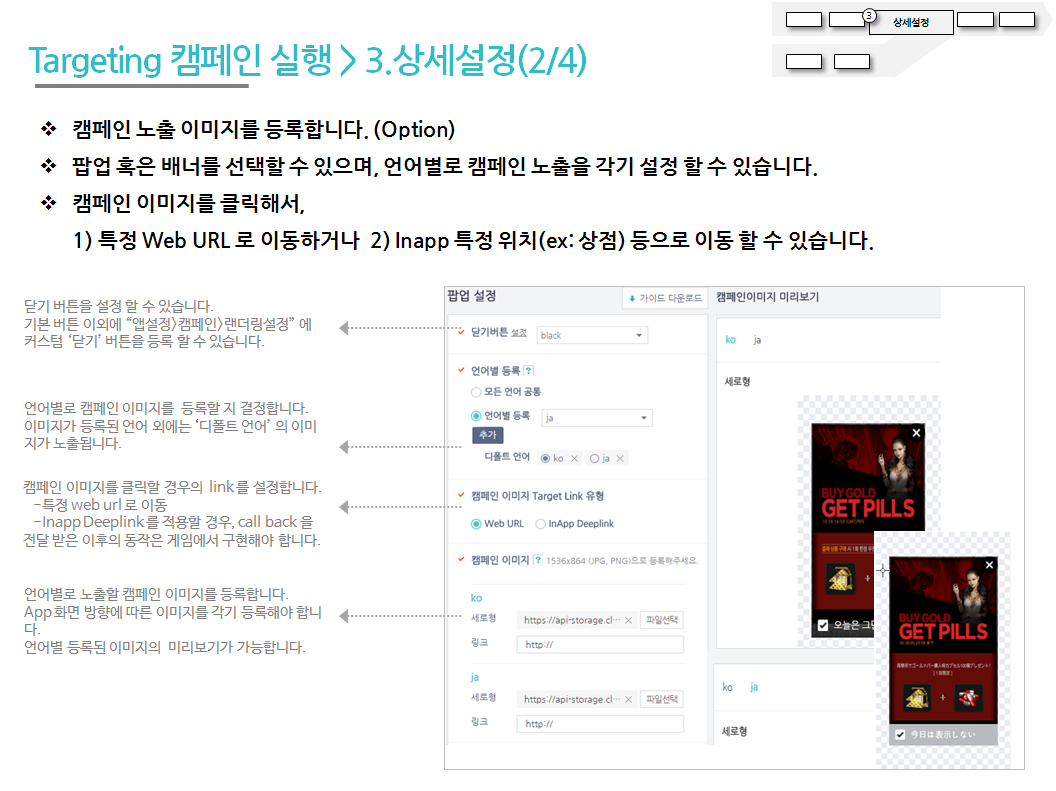 3
상세설정
Targeting 캠페인 실행 > 3.상세설정(2/4)
❖ 캠페인 노출 이미지를 등록합니다. (Option)
❖ 팝업 혹은 배너를 선택할 수 있으며, 언어별로 캠페인 노출을 각기 설정 할 수 있습니다.
❖ 캠페인 이미지를 클릭해서,
1) 특정 Web URL 로 이동하거나 2) Inapp 특정 위치(ex: 상점) 등으로 이동 할 수 있습니다.
닫기 버튼을 설정 할 수 있습니다.
기본 버튼 이외에 “앱설정>캠페인>랜더링설정” 에
커스텀 ‘닫기’ 버튼을 등록 할 수 있습니다.
언어별로 캠페인 이미지를 등록할 지 결정합니다.
이미지가 등록된 언어 외에는 ‘디폴트 언어’ 의 이미
지가 노출됩니다.
캠페인 이미지를 클릭할 경우의 link를 설정합니다.
-특정 web url로 이동
-Inapp Deeplink를 적용할 경우, call back 을
전달 받은 이후의 동작은 게임에서 구현해야 합니다.
언어별로 노출할 캠페인 이미지를 등록합니다.
App화면 방향에 따른 이미지를 각기 등록해야 합니
다.
언어별 등록된 이미지의 미리보기가 가능합니다.
팝업 설정
가이드 다운로드
닫기버튼 설정
black
언어별 등록 ?
모든 언어 공통
언어별 등록
ja
추가
디폴트 언어
ko ×
ja ×
캠페인 이미지 Target Link 유형
Web URL
InApp Deeplink
캠페인 이미지 ? 1536x864 (JPG, PNG)으로 등록해주세요.
ko
세로형
https://api-storage.cl··· ×
파일선택
링크
http://
ja
세로형
https://api-storage.cl··· ×
파일선택
링크
http://
캠페인이미지 미리보기
ko ja
세로형
BUY GOLD
GET PILLS
+
오늘은 그만
ko ja
세로형
BUY GOLD
GET PILLS
+
今日は表示しない